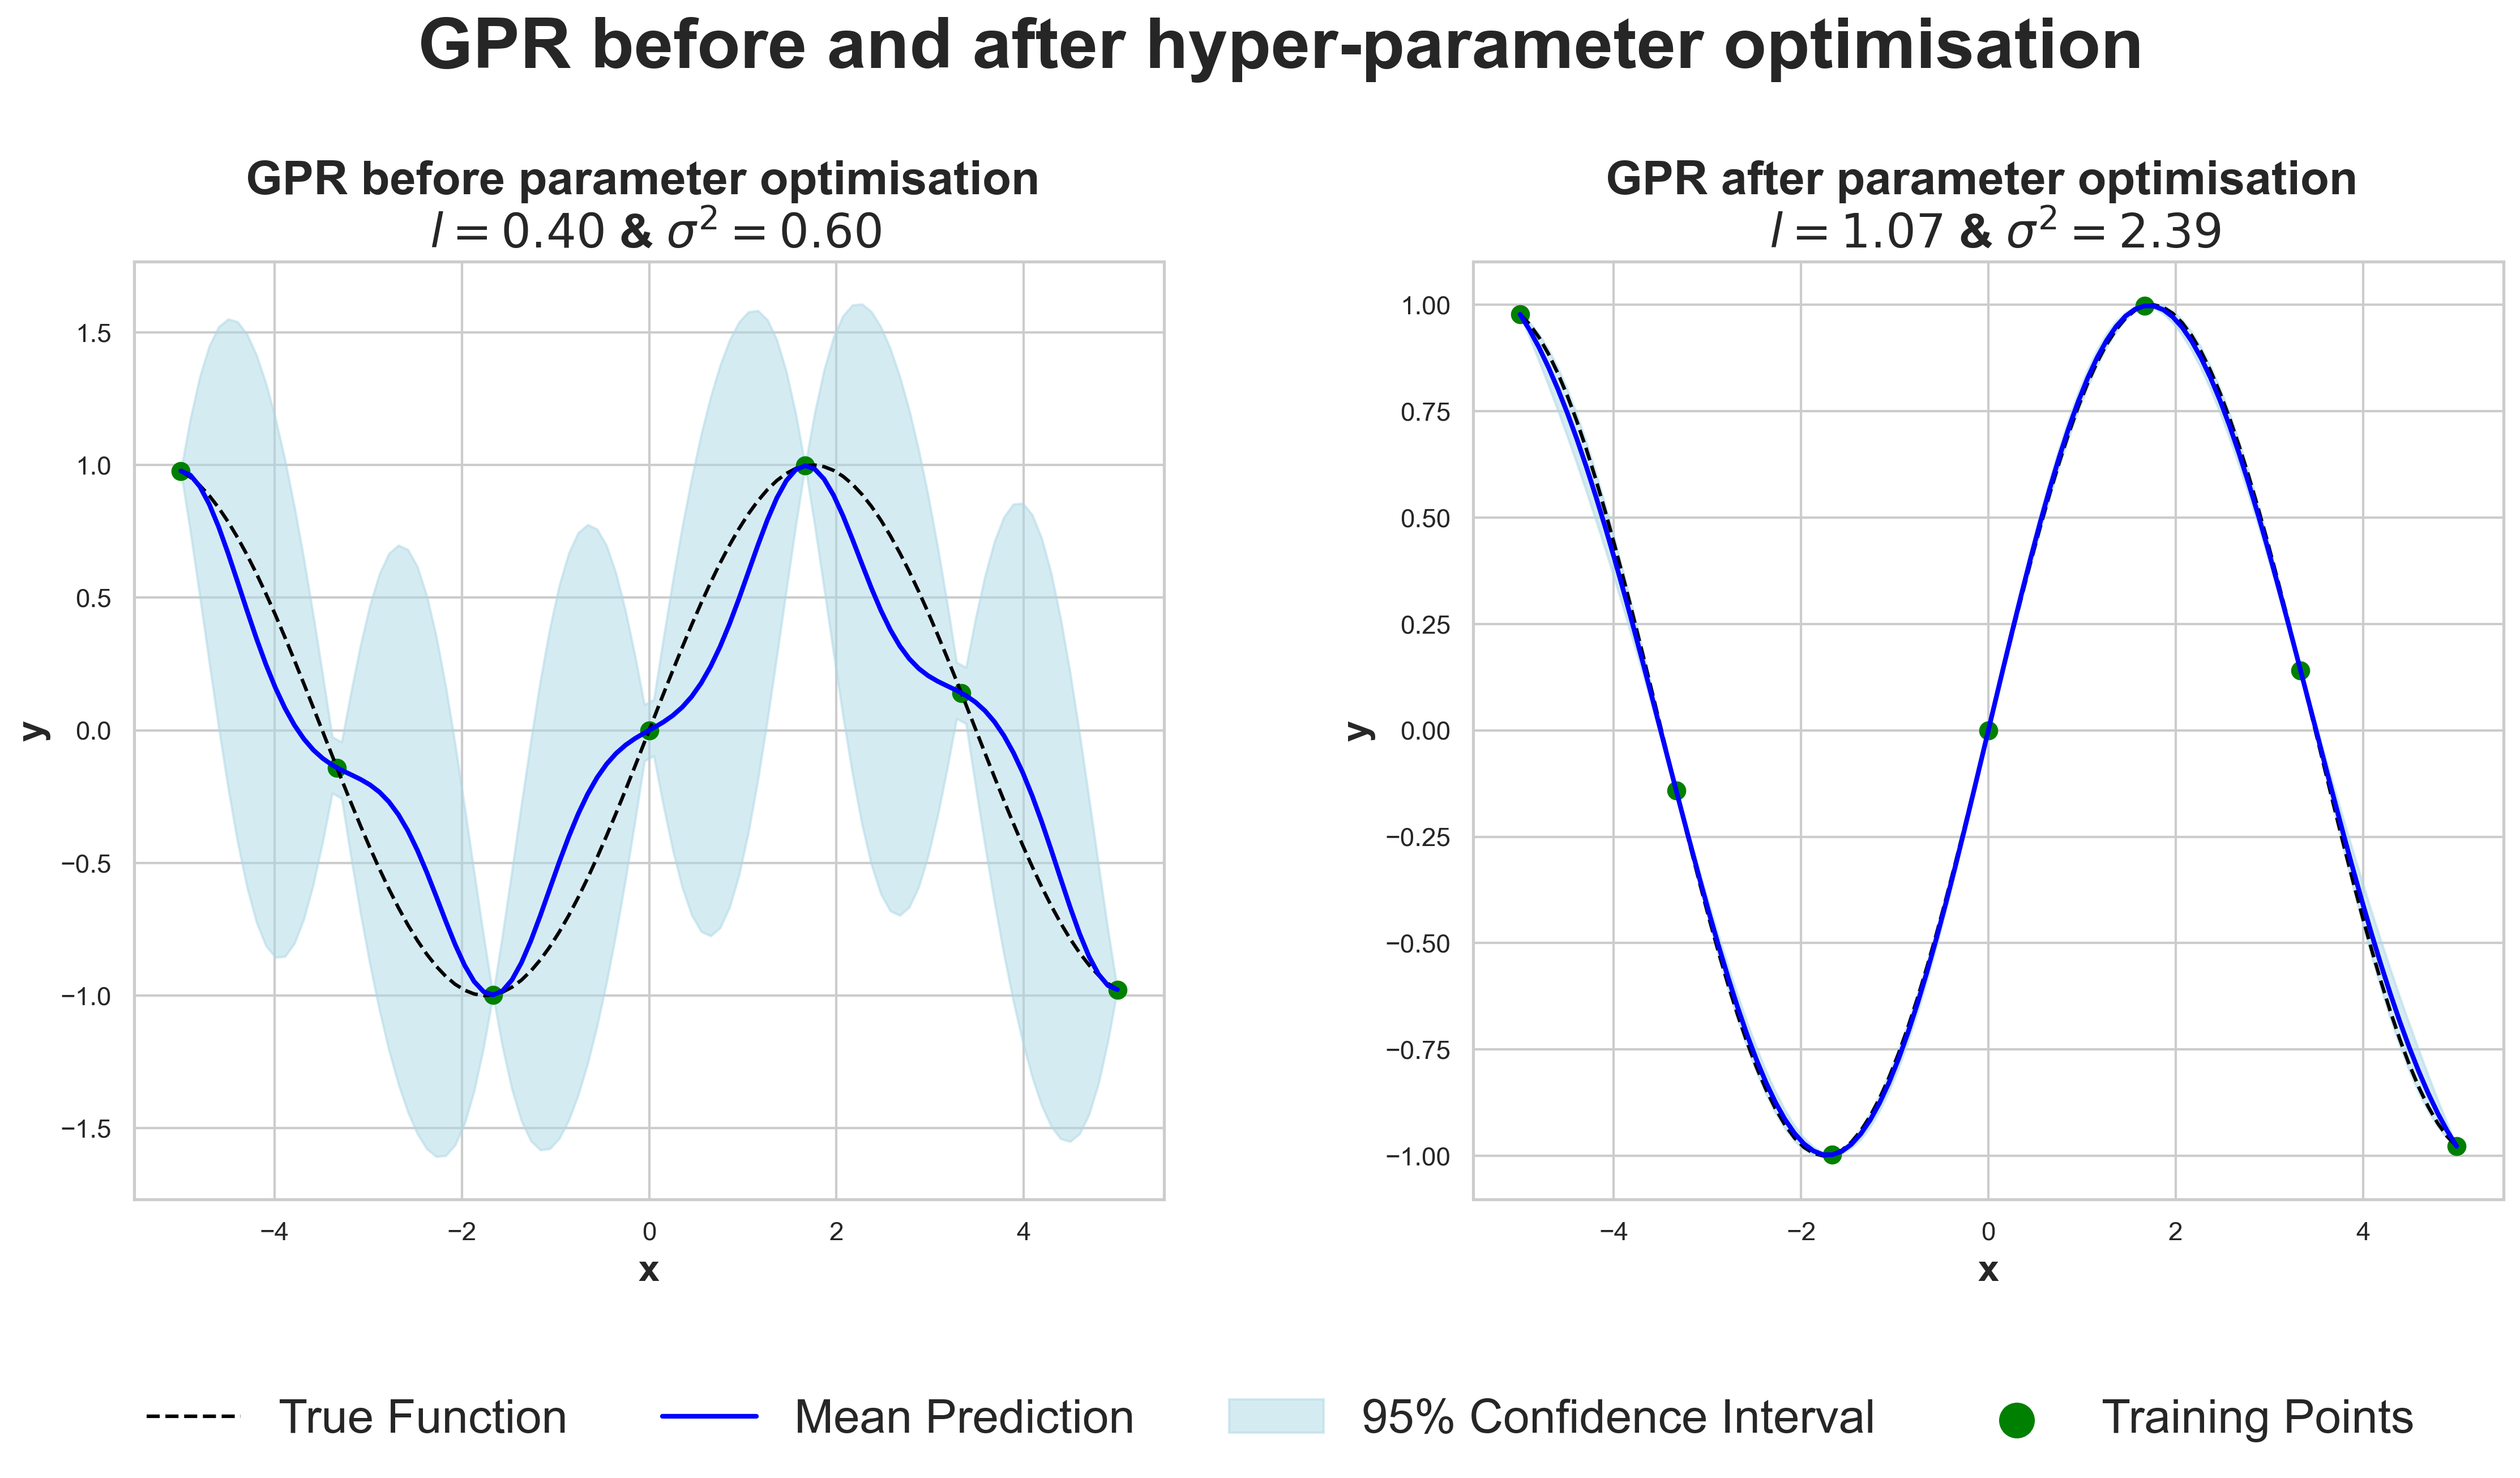 GPR before and after hyper-parameter optimisation
GPR before parameter optimisation
l = 0.40 & σ² = 0.60
1.5
1.0
0.5
0.0
−0.5
−1.0
−1.5
y
−4
−2
0
2
4
x
GPR after parameter optimisation
l = 1.07 & σ² = 2.39
1.00
0.75
0.50
0.25
0.00
−0.25
−0.50
−0.75
−1.00
y
−4
−2
0
2
4
x
True Function
Mean Prediction
95% Confidence Interval
Training Points